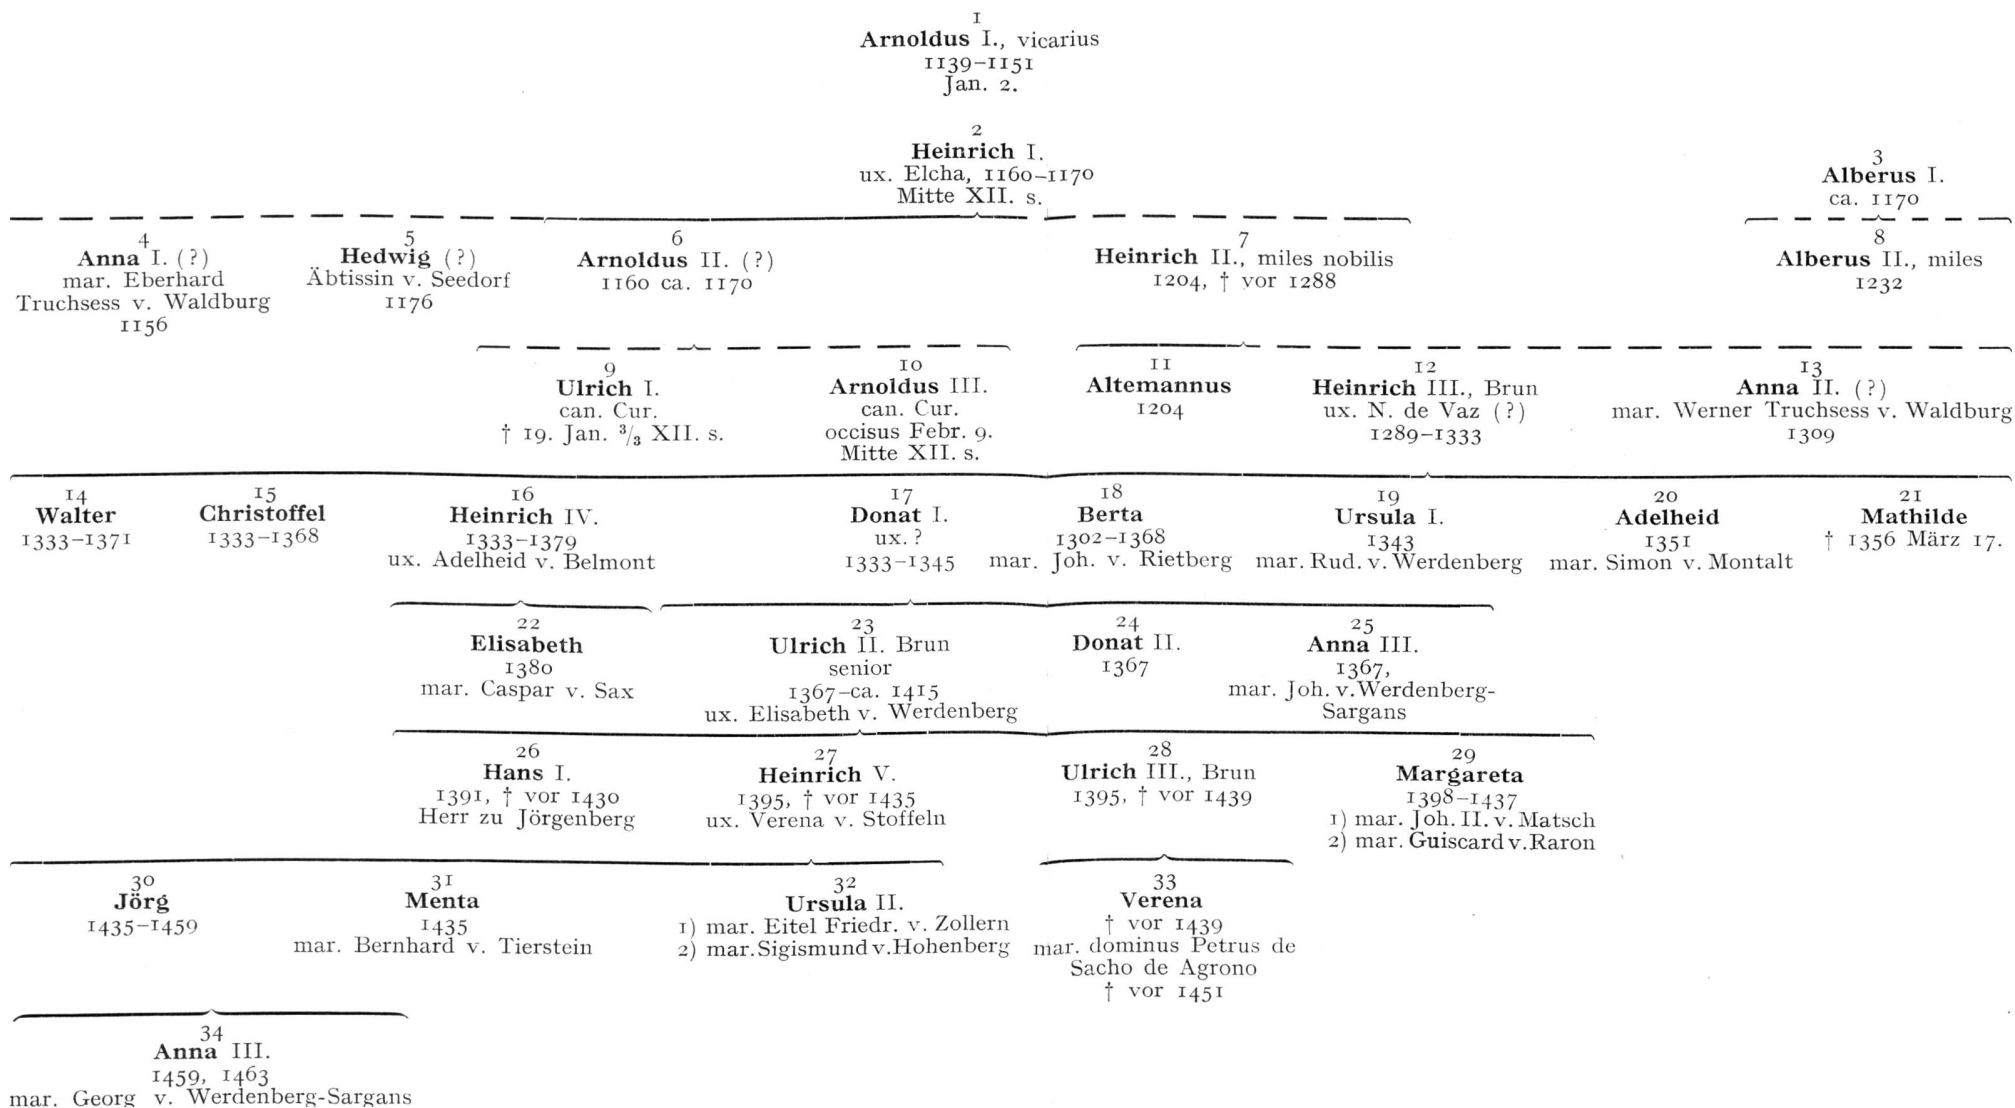 1
Arnoldus I., vicarius
1139–1151
Jan. 2.
2
Heinrich I.
ux. Elcha, 1160–1170
Mitte XII. s.
3
Alberus I.
ca. 1170
4
Anna I. (?)
mar. Eberhard
Truchsess v. Waldburg
1156
5
Hedwig (?)
Äbtissin v. Seedorf
1176
6
Arnoldus II. (?)
1160 ca. 1170
7
Heinrich II., miles nobilis
1204, † vor 1288
8
Alberus II., miles
1232
9
Ulrich I.
can. Cur.
† 19. Jan. 3/3 XII. s.
10
Arnoldus III.
can. Cur.
occisus Febr. 9.
Mitte XII. s.
11
Altemannus
1204
12
Heinrich III., Brun
ux. N. de Vaz (?)
1289–1333
13
Anna II. (?)
mar. Werner Truchsess v. Waldburg
1309
14
Walter
1333–1371
15
Christoffel
1333–1368
16
Heinrich IV.
1333–1379
ux. Adelheid v. Belmont
17
Donat I.
ux. ?
1333–1345
18
Berta
1302–1368
mar. Joh. v. Rietberg
19
Ursula I.
1343
mar. Rud. v. Werdenberg
20
Adelheid
1351
mar. Simon v. Montalt
21
Mathilde
† 1356 März 17.
22
Elisabeth
1380
mar. Caspar v. Sax
23
Ulrich II. Brun
senior
1367–ca. 1415
ux. Elisabeth v. Werdenberg
24
Donat II.
1367
25
Anna III.
1367,
mar. Joh. v. Werdenberg-
Sargans
26
Hans I.
1391, † vor 1430
Herr zu Jörgenberg
27
Heinrich V.
1395, † vor 1435
ux. Verena v. Stoffeln
28
Ulrich III., Brun
1395, † vor 1439
29
Margareta
1398–1437
1) mar. Joh. II. v. Matsch
2) mar. Guiscard v. Raron
30
Jörg
1435–1459
31
Menta
1435
mar. Bernhard v. Tierstein
32
Ursula II.
1) mar. Eitel Friedr. v. Zollern
2) mar. Sigismund v. Hohenberg
33
Verena
† vor 1439
mar. dominus Petrus de
Sacho de Agrono
† vor 1451
34
Anna III.
1459, 1463
mar. Georg v. Werdenberg-Sargans